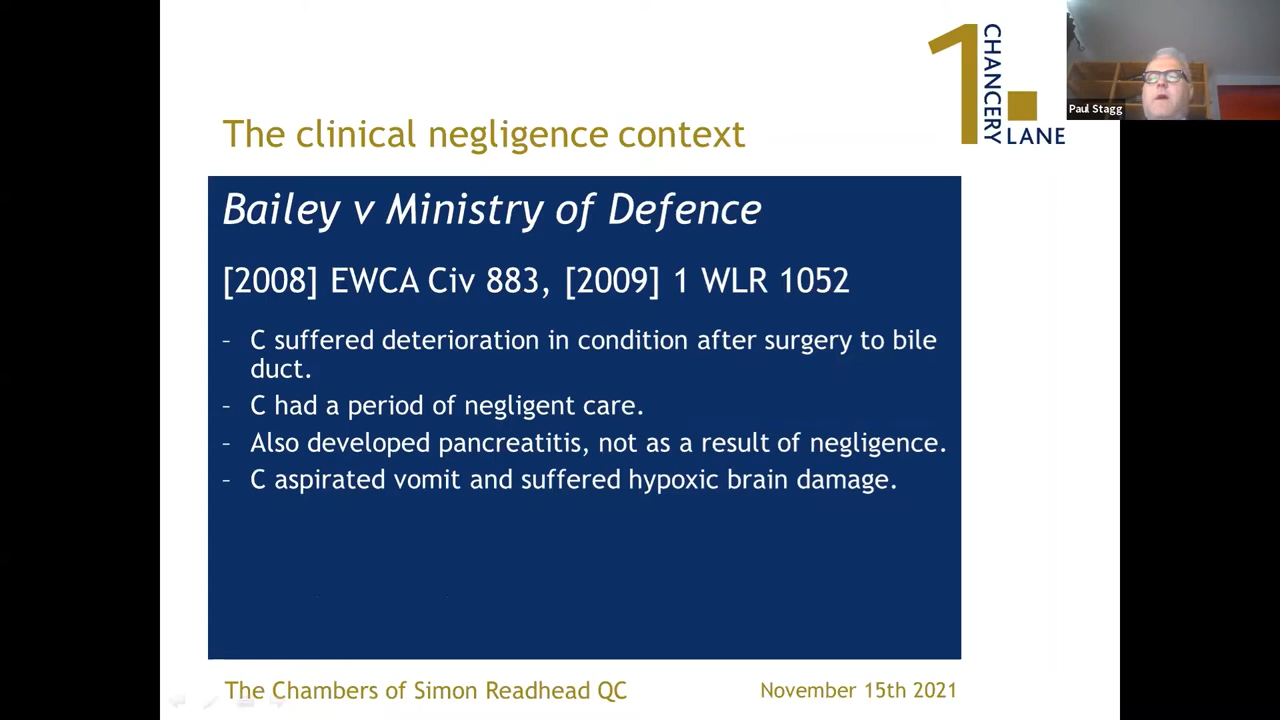 1 CHANCERY LANE
Paul Stagg
The clinical negligence context
Bailey v Ministry of Defence
[2008] EWCA Civ 883, [2009] 1 WLR 1052
– C suffered deterioration in condition after surgery to bile
duct.
– C had a period of negligent care.
– Also developed pancreatitis, not as a result of negligence.
– C aspirated vomit and suffered hypoxic brain damage.
The Chambers of Simon Readhead QC
November 15th 2021